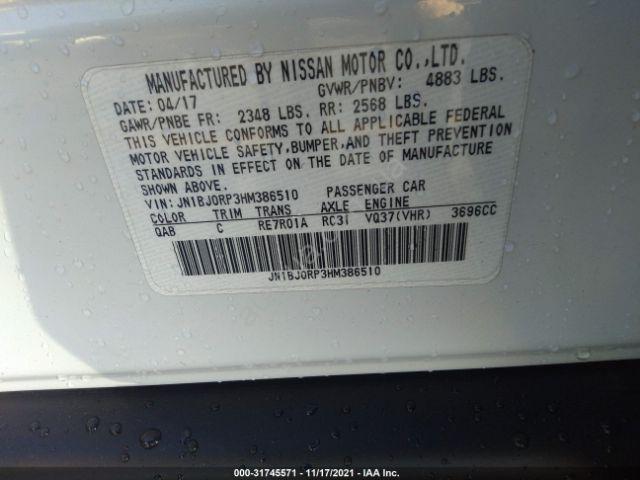 MANUFACTURED BY NISSAN MOTOR CO.,LTD.
DATE: 04/17 GVWR/PNBV: 4883 LBS.
GAWR/PNBE FR: 2348 LBS. RR: 2568 LBS.
THIS VEHICLE CONFORMS TO ALL APPLICABLE FEDERAL
MOTOR VEHICLE SAFETY,BUMPER,AND THEFT PREVENTION
STANDARDS IN EFFECT ON THE DATE OF MANUFACTURE
SHOWN ABOVE.
VIN: JN1BJ0RP3HM386510 PASSENGER CAR
COLOR TRIM TRANS AXLE ENGINE
QAB C RE7R01A RC31 VQ37(VHR) 3696CC
JN1BJ0RP3HM386510
000-31745571 - 11/17/2021 - IAA Inc.